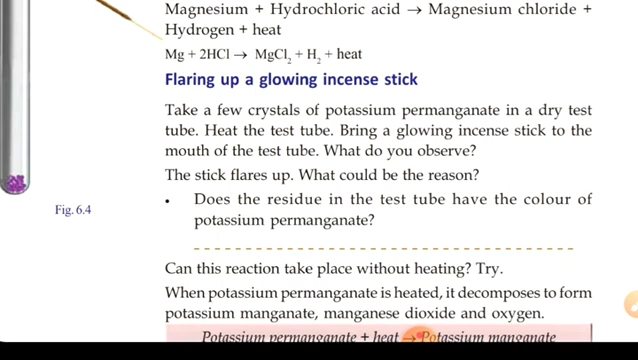 Magnesium + Hydrochloric acid → Magnesium chloride +
Hydrogen + heat
Mg + 2HCl → MgCl₂ + H₂ + heat
Flaring up a glowing incense stick
Take a few crystals of potassium permanganate in a dry test
tube. Heat the test tube. Bring a glowing incense stick to the
mouth of the test tube. What do you observe?
The stick flares up. What could be the reason?
• Does the residue in the test tube have the colour of
potassium permanganate?
Fig. 6.4
Can this reaction take place without heating? Try.
When potassium permanganate is heated, it decomposes to form
potassium manganate, manganese dioxide and oxygen.
Potassium permanganate + heat → Potassium manganate